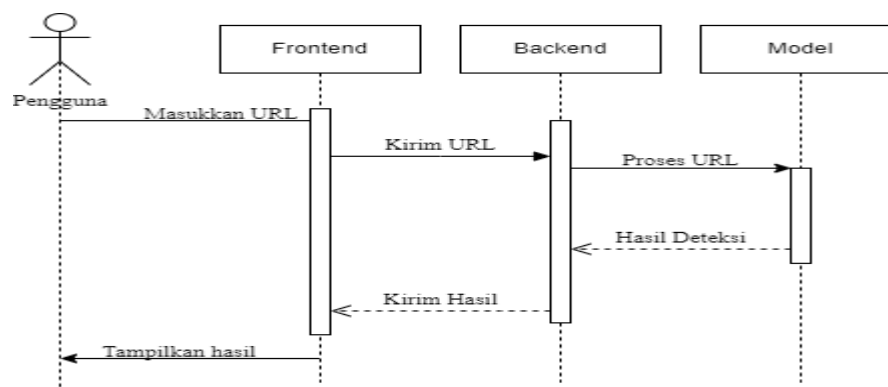 Frontend
Backend
Model
Pengguna
Masukkan URL
Kirim URL
Proses URL
Hasil Deteksi
Kirim Hasil
Tampilkan hasil